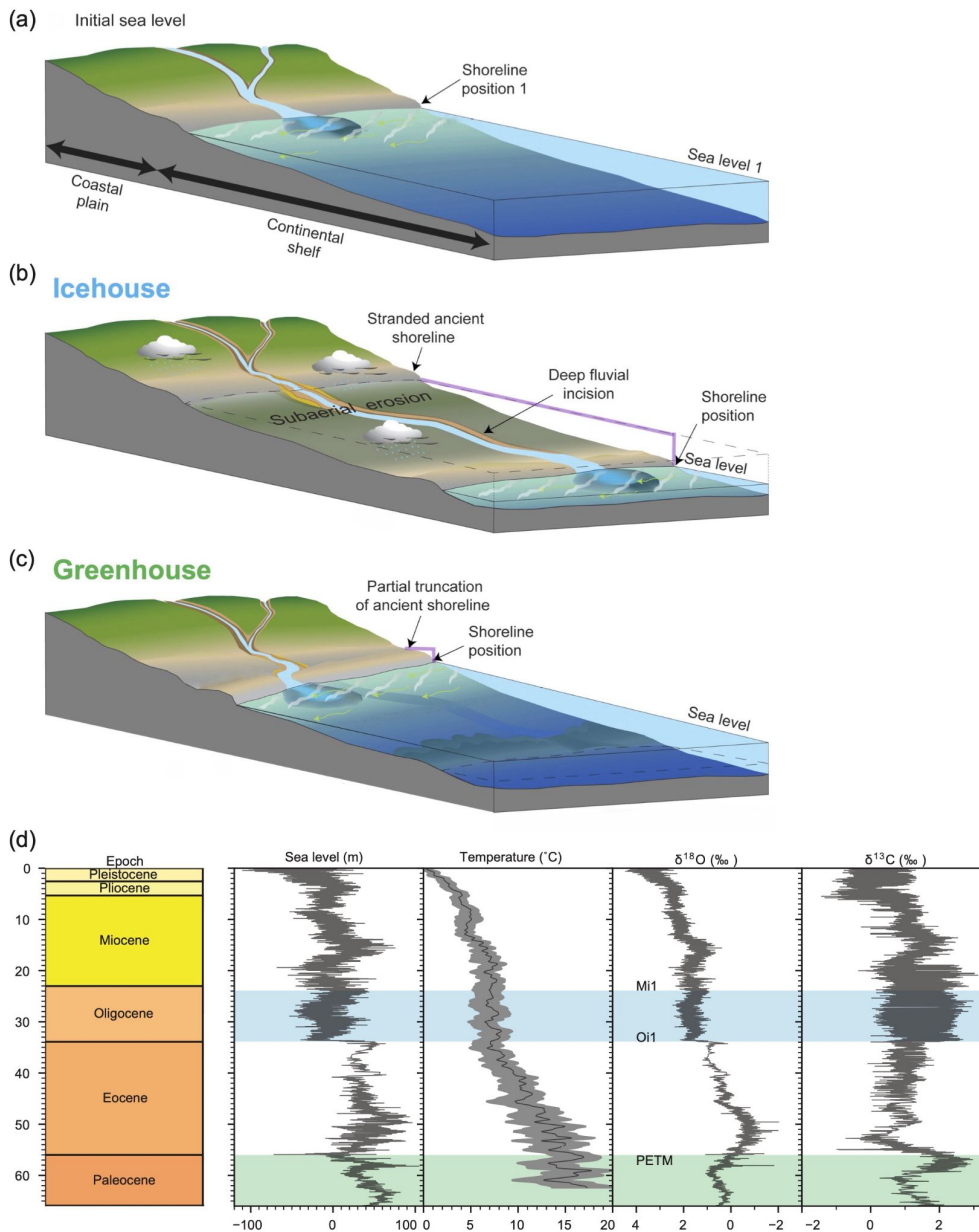 (a)
Initial sea level
Shoreline
position 1
Sea level 1
Coastal
plain
Continental
shelf
(b)
Icehouse
Stranded ancient
shoreline
Deep fluvial
incision
Shoreline
position
Subaerial erosion
Sea level
(c)
Greenhouse
Partial truncation
of ancient shoreline
Shoreline
position
Sea level
(d)
Epoch
Sea level (m)
Temperature (˚C)
δ18O (‰)
δ13C (‰)
0
Pleistocene
Pliocene
10
Miocene
20
Mi1
Oligocene
30
Oi1
40
Eocene
50
PETM
60
Paleocene
−100 0 100
0 5 10 15 20
4 2 0 −2
−2 0 2